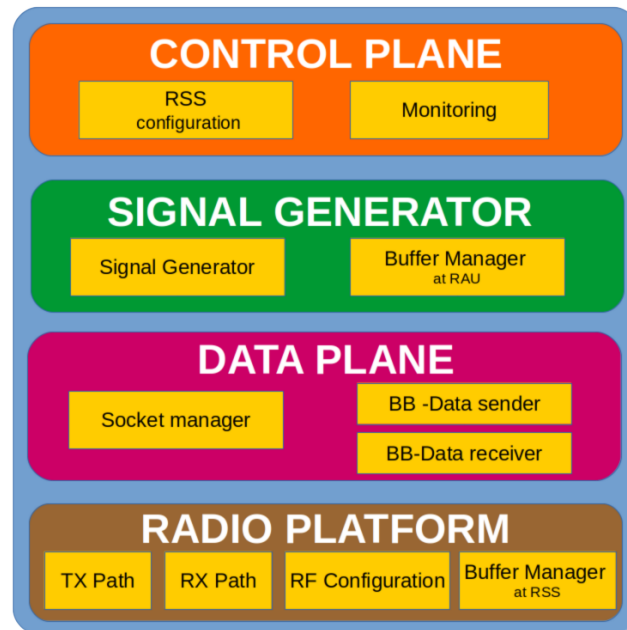 CONTROL PLANE
RSS
configuration
Monitoring
SIGNAL GENERATOR
Signal Generator
Buffer Manager
at RAU
DATA PLANE
Socket manager
BB -Data sender
BB-Data receiver
RADIO PLATFORM
TX Path
RX Path
RF Configuration
Buffer Manager
at RSS